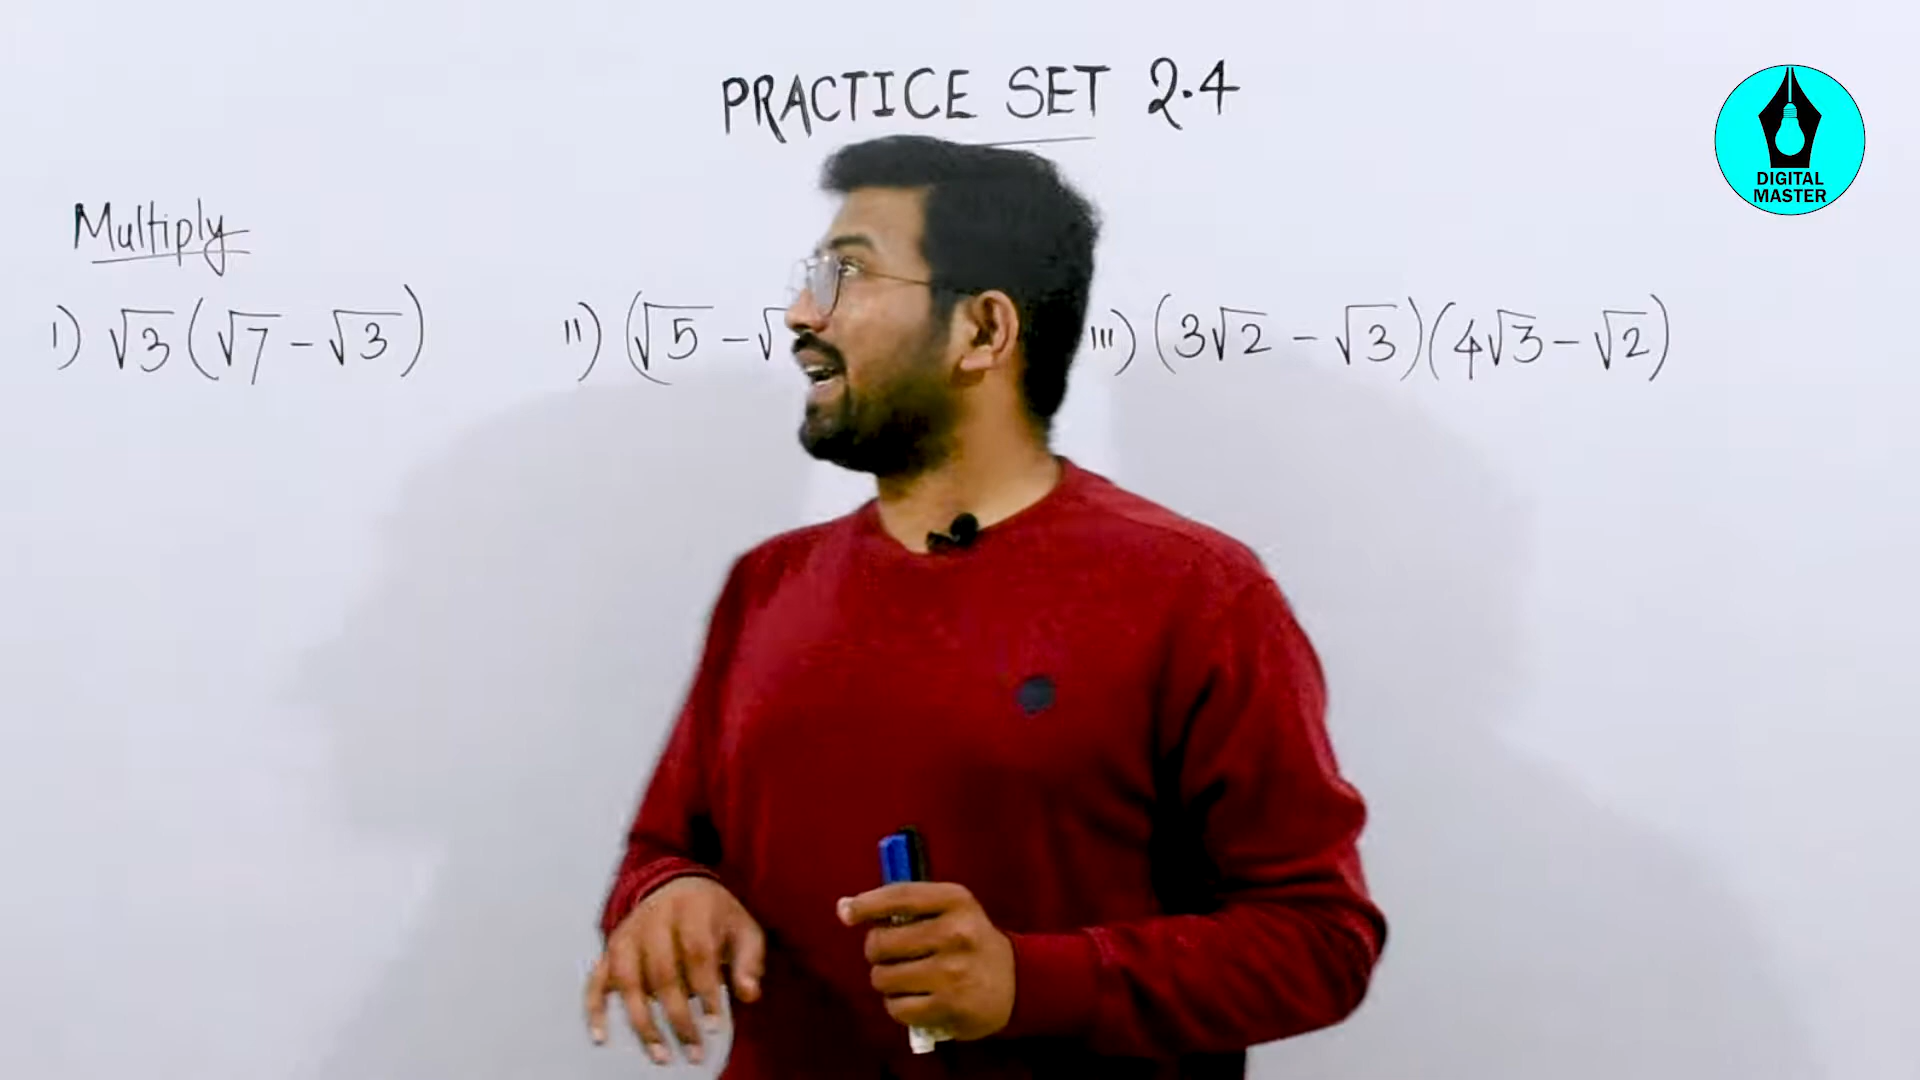 PRACTICE SET 2.4
DIGITAL
MASTER
Multiply
i) √3(√7-√3) ii) (√5-√ iii) (3√2-√3)(4√3-√2)